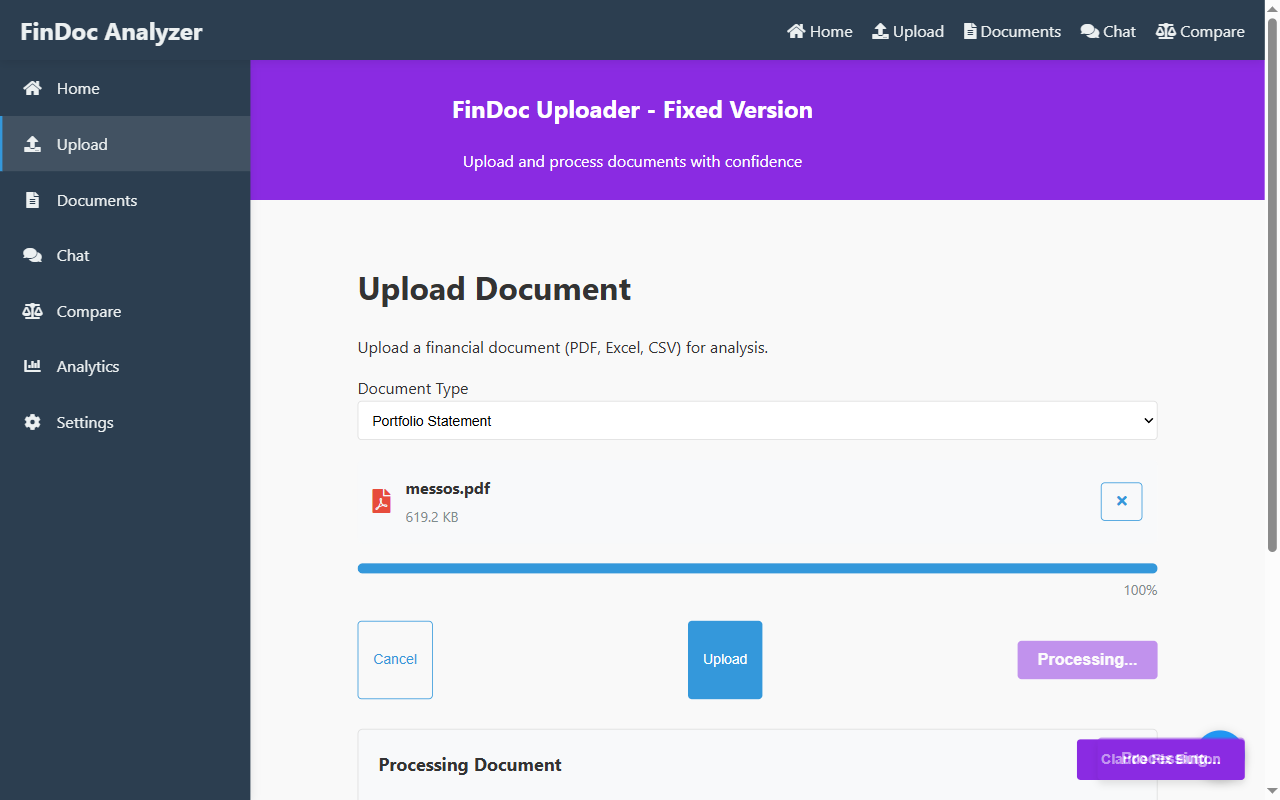 FinDoc Analyzer
Home Upload Documents Chat Compare
Home
Upload
Documents
Chat
Compare
Analytics
Settings
FinDoc Uploader - Fixed Version
Upload and process documents with confidence
Upload Document
Upload a financial document (PDF, Excel, CSV) for analysis.
Document Type
Portfolio Statement
messos.pdf
619.2 KB
100%
Cancel
Upload
Processing...
Processing Document
Processing...